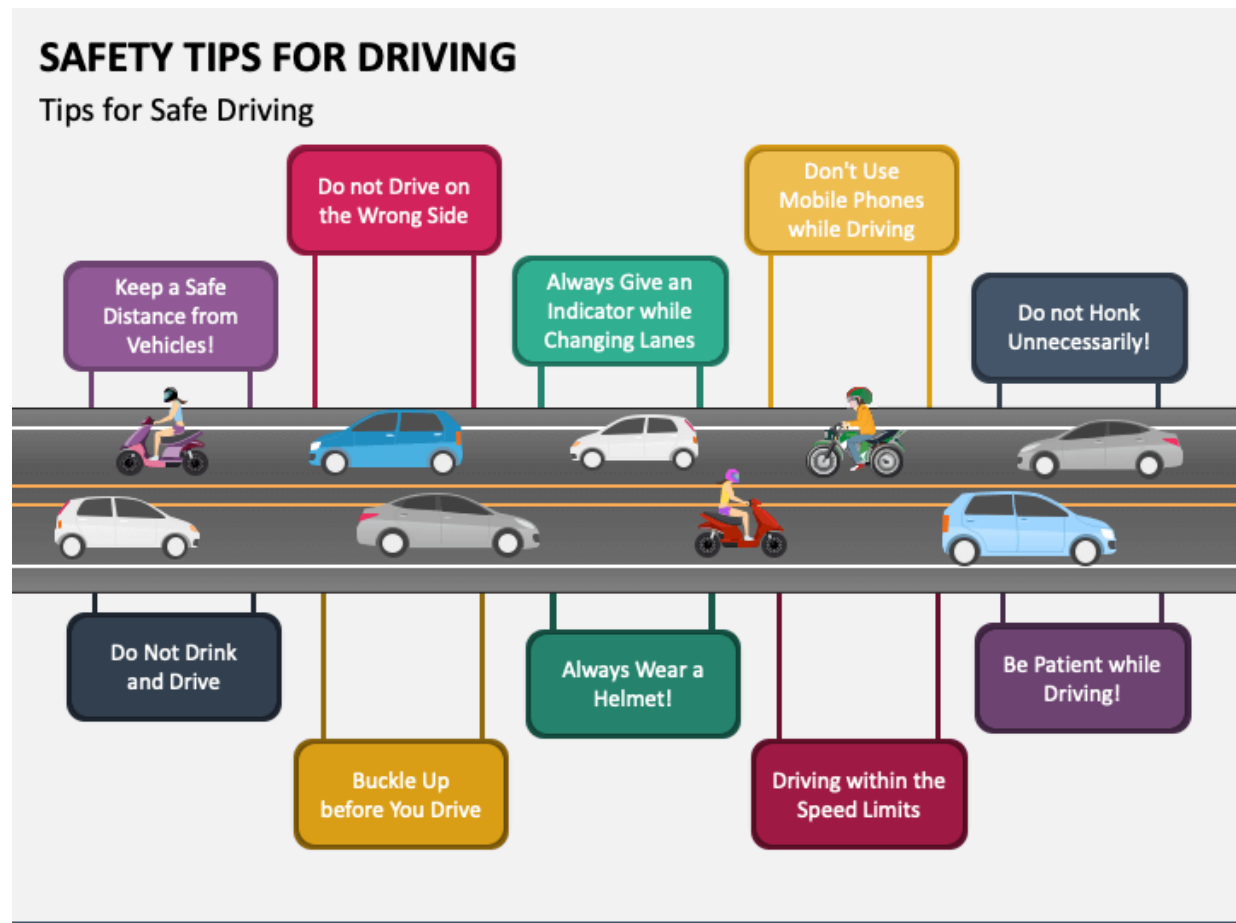 SAFETY TIPS FOR DRIVING
Tips for Safe Driving
Do not Drive on
the Wrong Side
Don't Use
Mobile Phones
while Driving
Keep a Safe
Distance from
Vehicles!
Always Give an
Indicator while
Changing Lanes
Do not Honk
Unnecessarily!
Do Not Drink
and Drive
Always Wear a
Helmet!
Be Patient while
Driving!
Buckle Up
before You Drive
Driving within the
Speed Limits